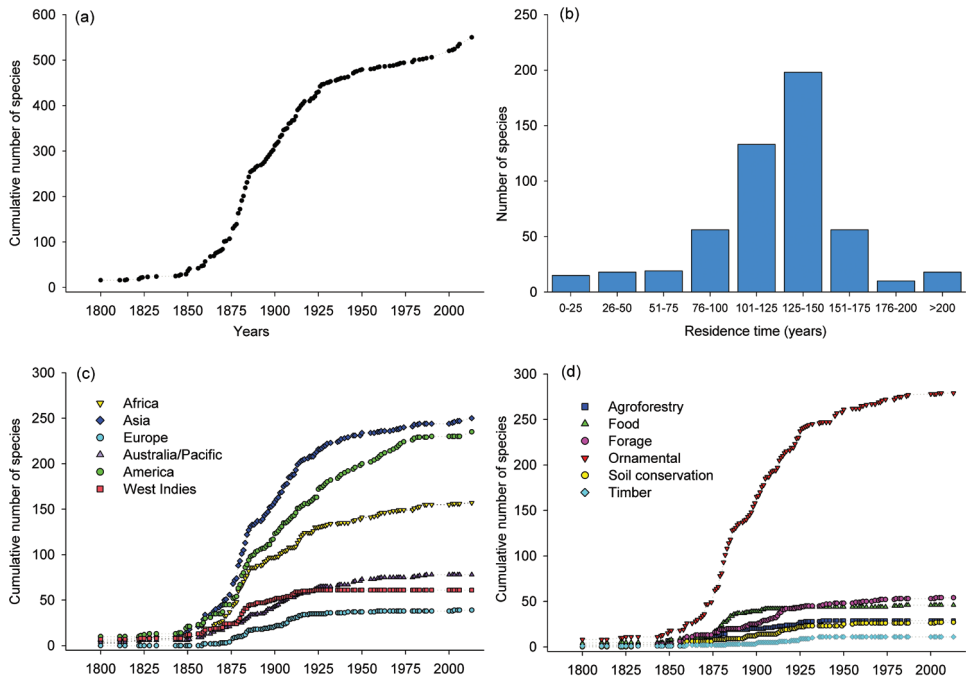 (a)
Cumulative number of species
600
500
400
300
200
100
0
1800 1825 1850 1875 1900 1925 1950 1975 2000
Years
(b)
Number of species
250
200
150
100
50
0
0-25 26-50 51-75 76-100 101-125 125-150 151-175 176-200 >200
Residence time (years)
(c)
Cumulative number of species
300
250
200
150
100
50
0
Africa
Asia
Europe
Australia/Pacific
America
West Indies
1800 1825 1850 1875 1900 1925 1950 1975 2000
(d)
Cumulative number of species
300
250
200
150
100
50
0
Agroforestry
Food
Forage
Ornamental
Soil conservation
Timber
1800 1825 1850 1875 1900 1925 1950 1975 2000